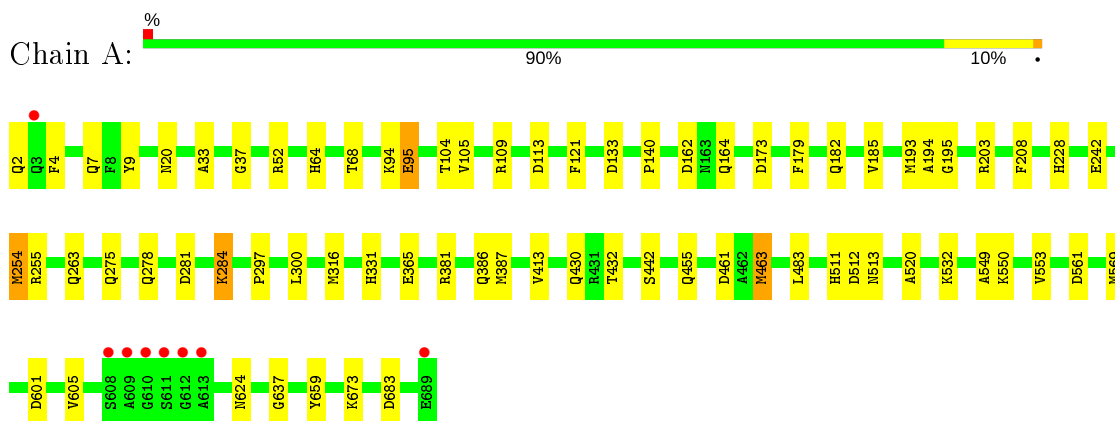 %
Chain A:
90% 10% •
Q2 Q3 F4 Q7 F8 Y9 N20 A33 G37 R52 H64 T68 K94 E95 T104 V105 R109 D113 F121 D133 P140 D162 N163 Q164 D173 F179 Q182 V185 M193 A194 G195 R203 F208 H228 E242
M254 R255 Q263 Q275 Q278 D281 K284 P297 L300 M316 H331 E365 R381 Q386 M387 V413 Q430 R431 T432 S442 Q455 D461 A462 M463 L483 H511 D512 N513 A520 K532 A549 K550 V553 D561 M569
D601 V605 S608 A609 G610 S611 G612 A613 N624 G637 Y659 K673 D683 E689